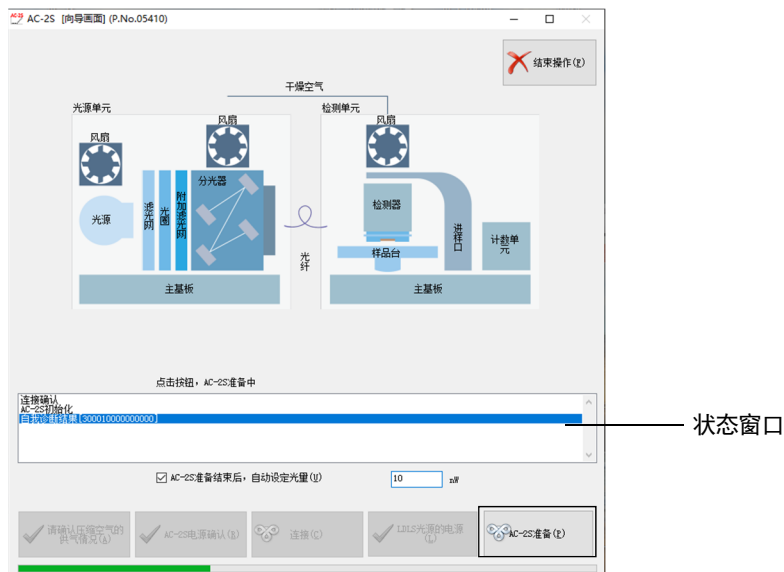 AC-2S [向导画面] (P.No.05410)
结束操作(E)
干燥空气
光源单元
检测单元
风扇
风扇
风扇
分光器
光源
滤光网
光圈
附加滤光网
检测器
进样口
计数单元
样品台
光纤
主基板
主基板
点击按钮，AC-2S准备中
连接确认
AC-2S初始化
自我诊断结果[300010000000000]
状态窗口
AC-2S准备结束后，自动设定光量(U)
10 nW
请确认压缩空气的
供气情况(A)
AC-2S电源确认(N)
连接(C)
LDLS光源的电源
(L)
AC-2S准备(P)